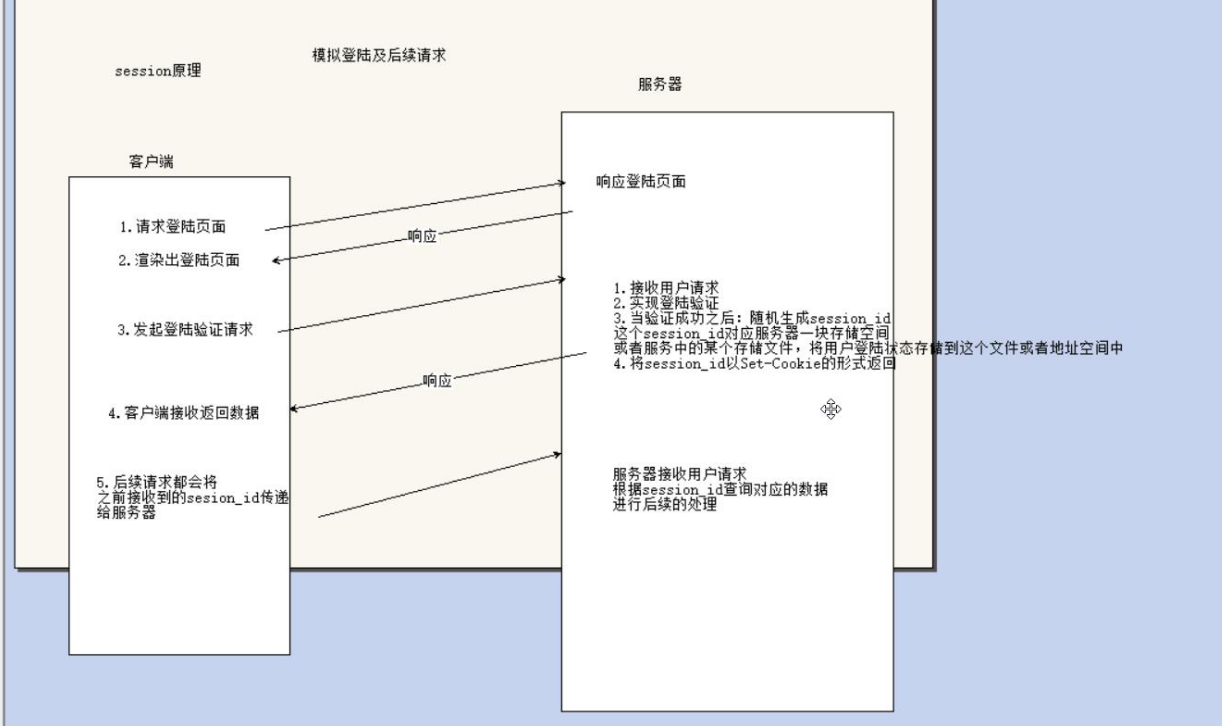 session原理
模拟登陆及后续请求
服务器
客户端
1.请求登陆页面
2.渲染出登陆页面
3.发起登陆验证请求
4.客户端接收返回数据
5.后续请求都会将
之前接收到的sesion_id传递
给服务器
响应
响应
响应登陆页面
1.接收用户请求
2.实现登陆验证
3.当验证成功之后：随机生成session_id
这个session_id对应服务器一块存储空间
或者服务中的某个存储文件，将用户登陆状态存储到这个文件或者地址空间中
4.将session_id以Set-Cookie的形式返回
服务器接收用户请求
根据session_id查询对应的数据
进行后续的处理